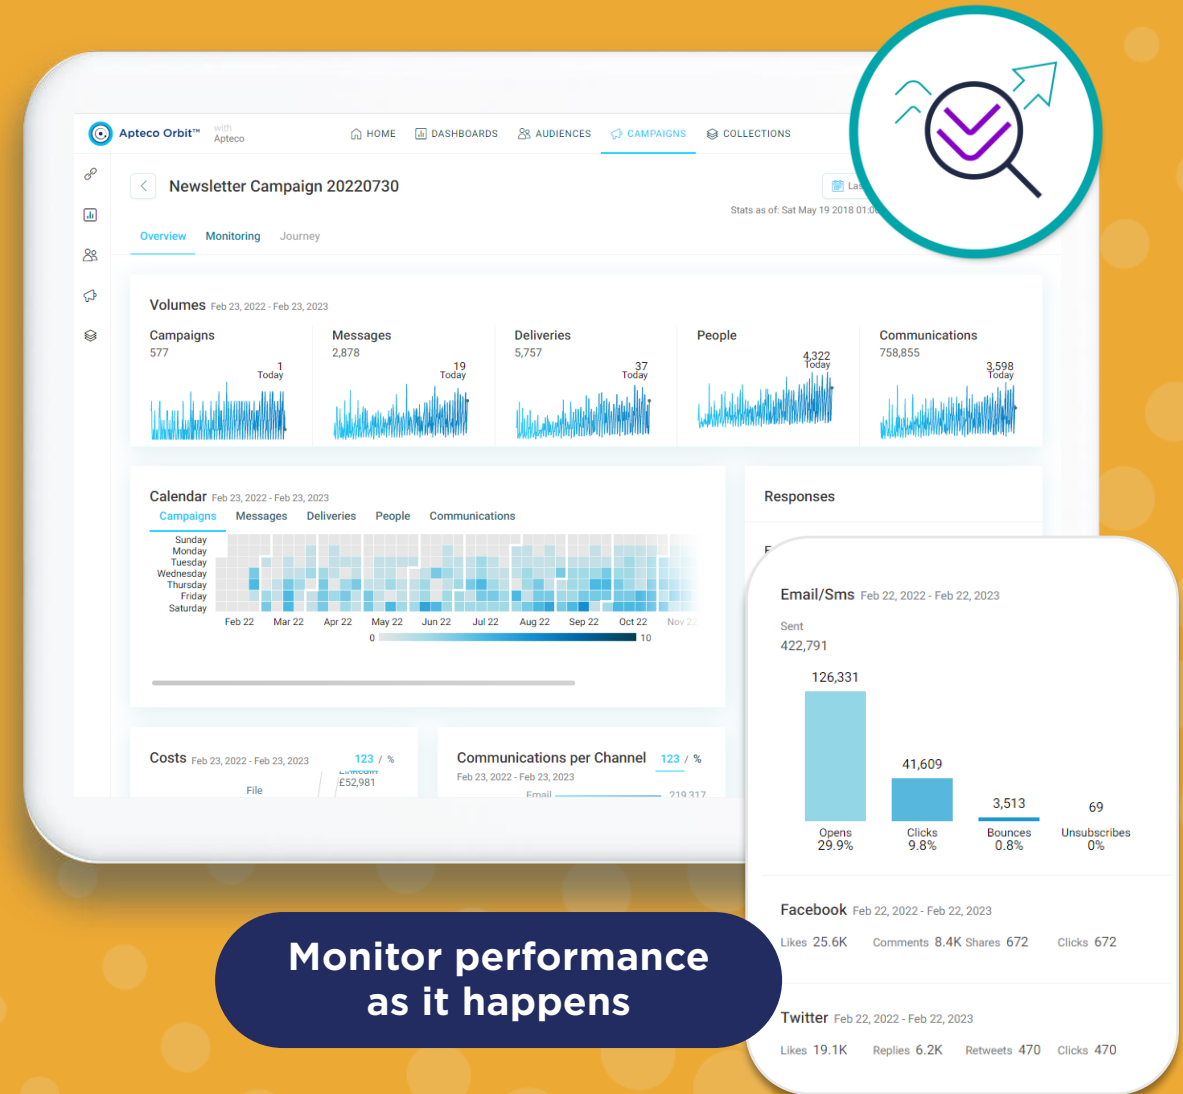 Apteco Orbit™ with
Apteco
HOME DASHBOARDS AUDIENCES CAMPAIGNS COLLECTIONS
Newsletter Campaign 20220730
Stats as of: Sat May 19 2018
Overview Monitoring Journey
Volumes Feb 23, 2022 - Feb 23, 2023
Campaigns Messages Deliveries People Communications
577 2,878 5,757 758,855
1 19 37 4,322 3,598
Today Today Today Today Today
Calendar Feb 23, 2022 - Feb 23, 2023
Campaigns Messages Deliveries People Communications
Sunday
Monday
Tuesday
Wednesday
Thursday
Friday
Saturday
Feb 22 Mar 22 Apr 22 May 22 Jun 22 Jul 22 Aug 22 Sep 22 Oct 22 Nov 22
0 10
Responses
Costs Feb 23, 2022 - Feb 23, 2023 123 / %
£52,981
File
Communications per Channel 123 / %
Feb 23, 2022 - Feb 23, 2023
Email 219,317
Email/Sms Feb 22, 2022 - Feb 22, 2023
Sent
422,791
126,331 41,609 3,513 69
Opens Clicks Bounces Unsubscribes
29.9% 9.8% 0.8% 0%
Facebook Feb 22, 2022 - Feb 22, 2023
Likes 25.6K Comments 8.4K Shares 672 Clicks 672
Twitter Feb 22, 2022 - Feb 22, 2023
Likes 19.1K Replies 6.2K Retweets 470 Clicks 470
Monitor performance
as it happens